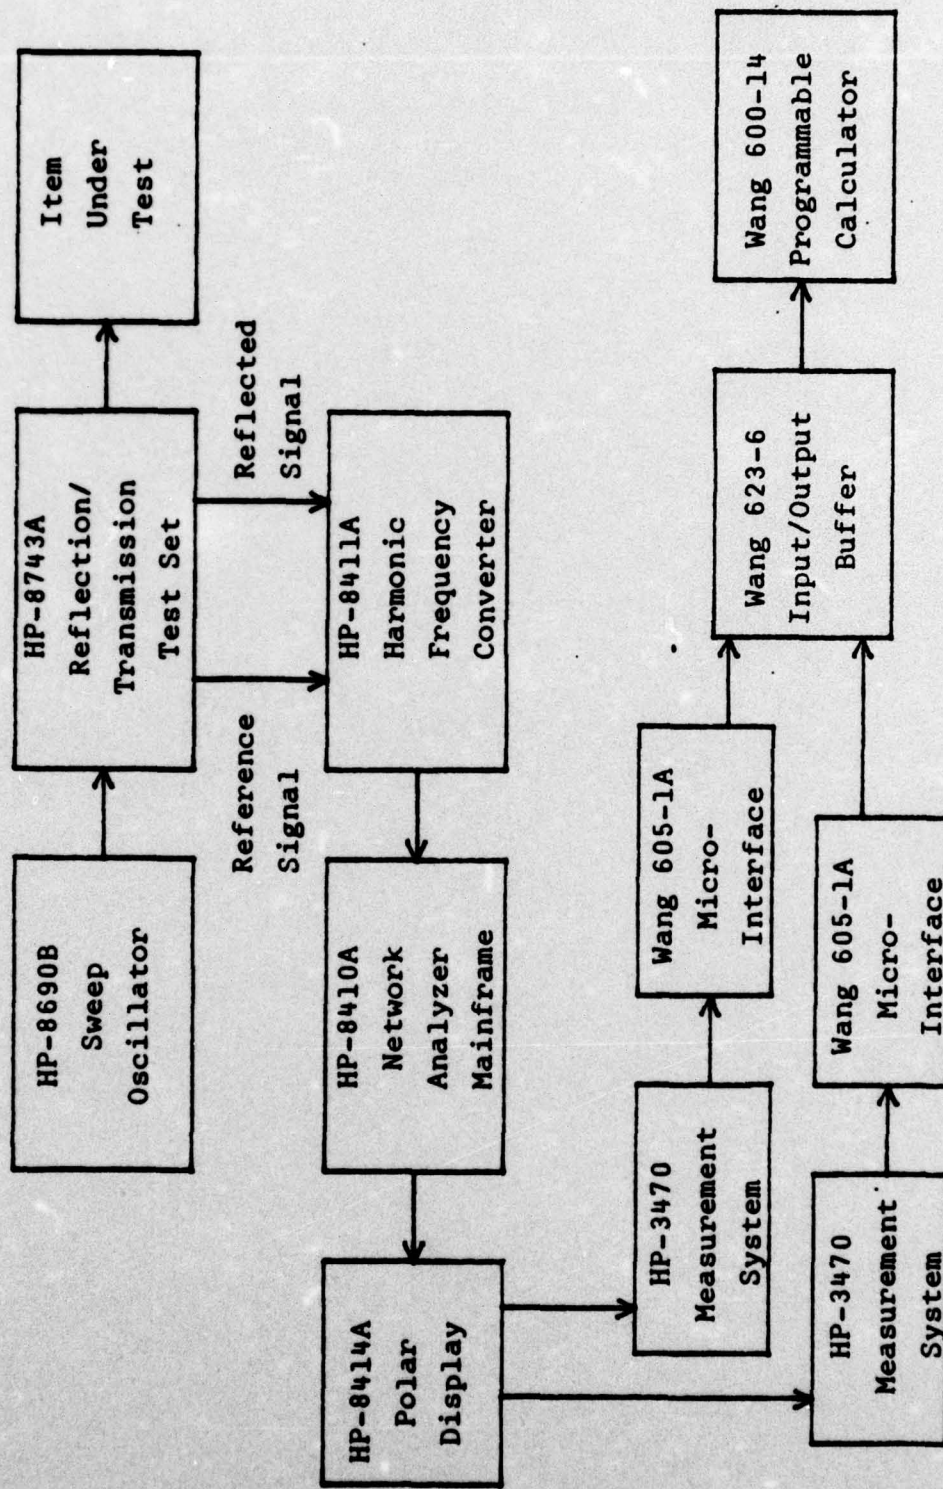 HP-8690B
Sweep
Oscillator
HP-8743A
Reflection/
Transmission
Test Set
Item
Under
Test
Reference
Signal
Reflected
Signal
HP-8414A
Polar
Display
HP-8410A
Network
Analyzer
Mainframe
HP-8411A
Harmonic
Frequency
Converter
HP-3470
Measurement
System
Wang 605-1A
Micro-
Interface
Wang 623-6
Input/Output
Buffer
Wang 600-14
Programmable
Calculator
HP-3470
Measurement
System
Wang 605-1A
Micro-
Interface